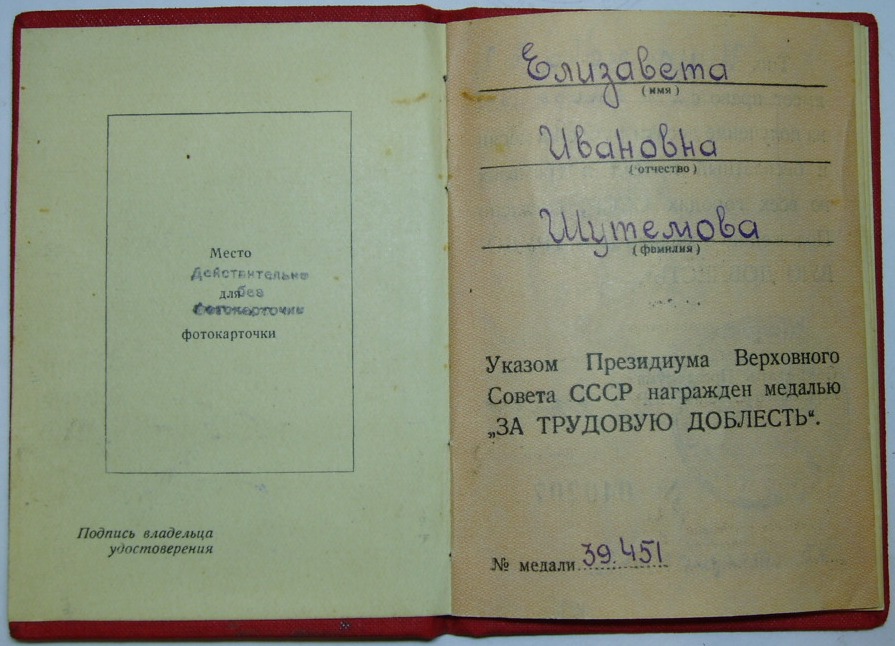 Место
Действительно
для без
фотокарточки
фотокарточки
Подпись владельца
удостоверения
Елизавета
(имя)
Ивановна
(отчество)
Шутемова
(фамилия)
Указом Президиума Верховного
Совета СССР награжден медалью
„ЗА ТРУДОВУЮ ДОБЛЕСТЬ“.
№ медали 39.451